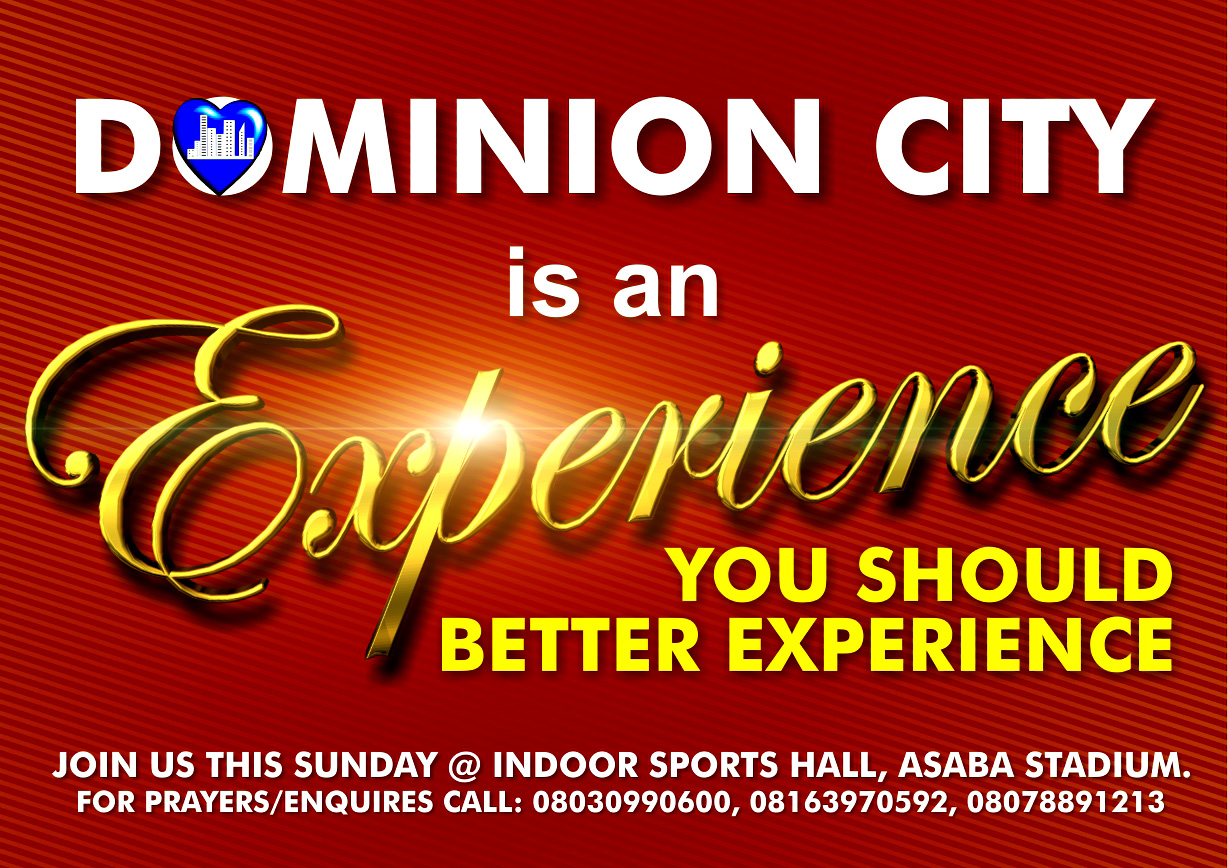 DOMINION CITY
is an
Experience
YOU SHOULD
BETTER EXPERIENCE
JOIN US THIS SUNDAY @ INDOOR SPORTS HALL, ASABA STADIUM.
FOR PRAYERS/ENQUIRES CALL: 08030990600, 08163970592, 08078891213